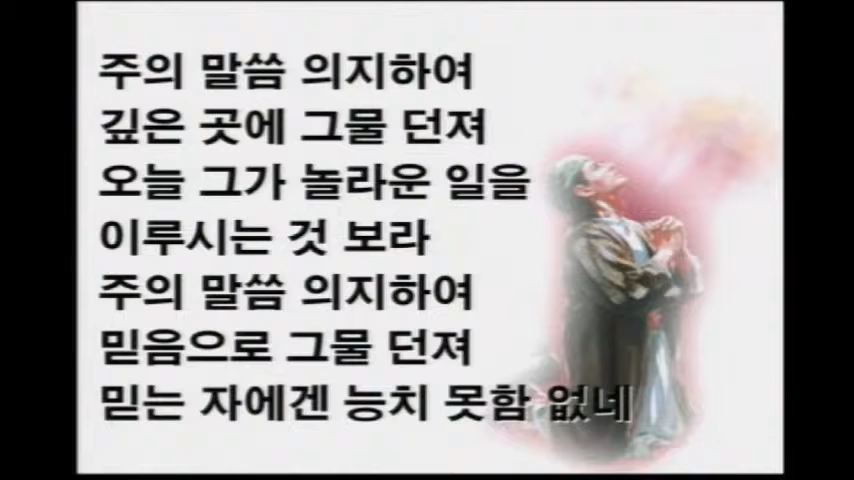 주의 말씀 의지하여
깊은 곳에 그물 던져
오늘 그가 놀라운 일을
이루시는 것 보라
주의 말씀 의지하여
믿음으로 그물 던져
믿는 자에겐 능치 못함 없네